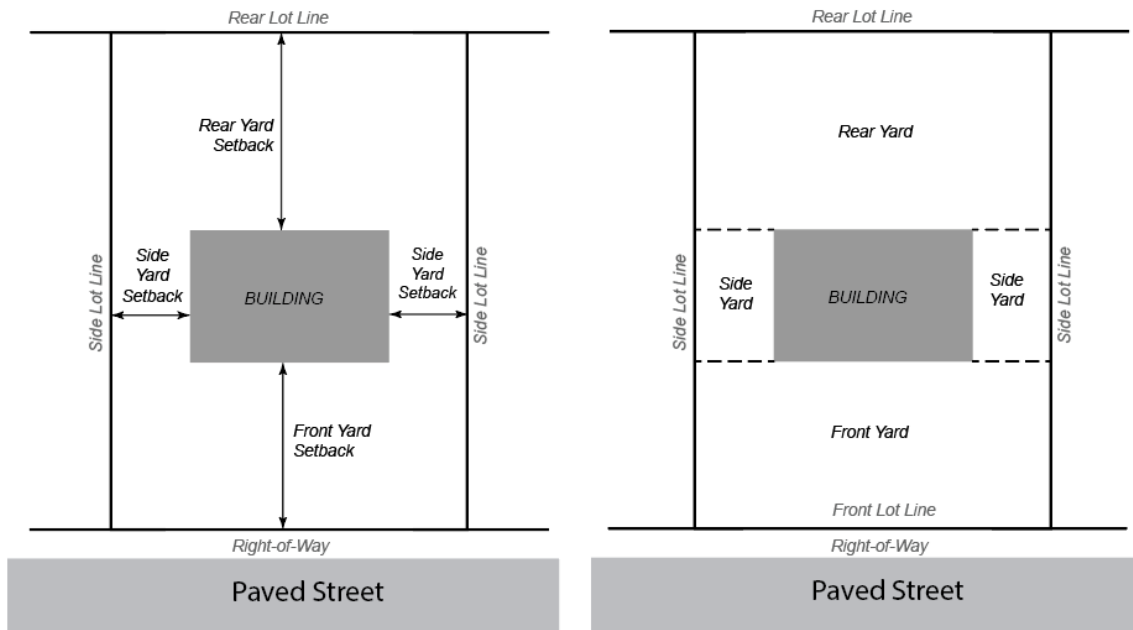 Rear Lot Line
Rear Yard
Setback
Side Lot Line
Side
Yard
Setback
BUILDING
Side
Yard
Setback
Side Lot Line
Front Yard
Setback
Right-of-Way
Paved Street
Rear Lot Line
Rear Yard
Side Lot Line
Side
Yard
BUILDING
Side
Yard
Side Lot Line
Front Yard
Front Lot Line
Right-of-Way
Paved Street